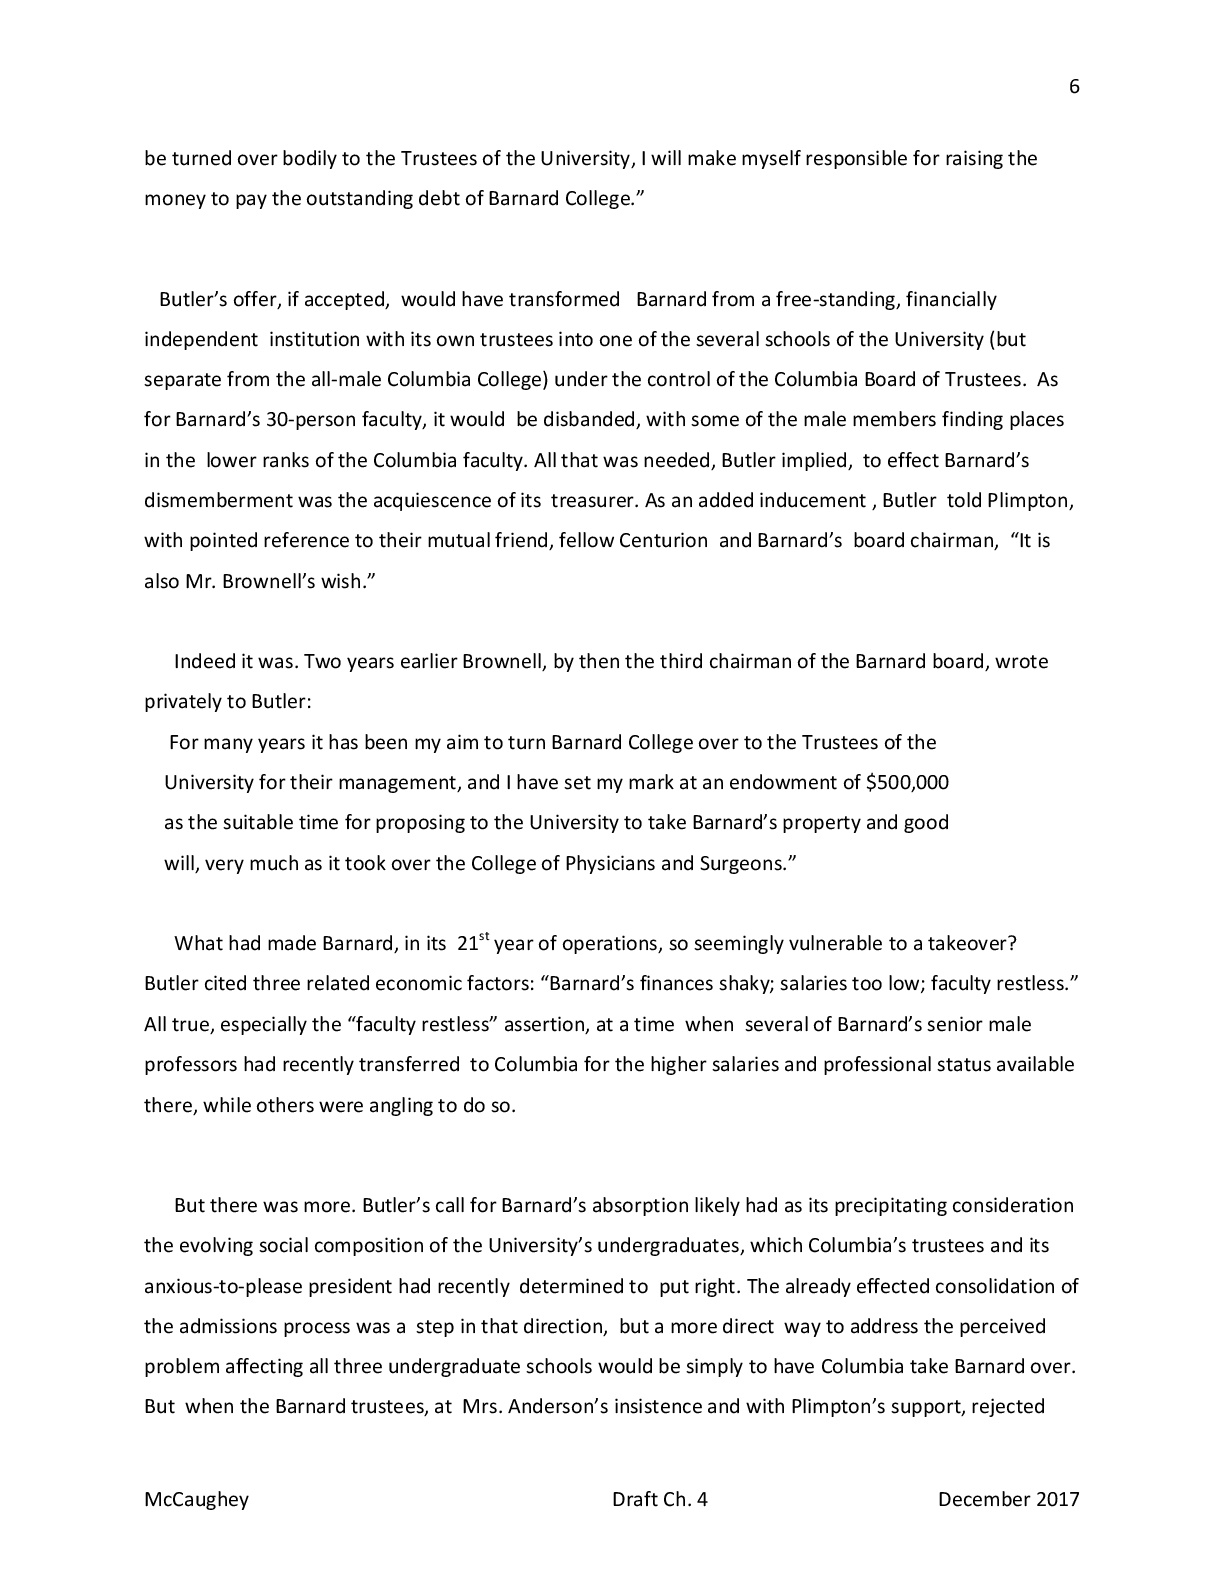 6
be turned over bodily to the Trustees of the University, I will make myself responsible for raising the
money to pay the outstanding debt of Barnard College.”
Butler’s offer, if accepted, would have transformed Barnard from a free-standing, financially
independent institution with its own trustees into one of the several schools of the University (but
separate from the all-male Columbia College) under the control of the Columbia Board of Trustees. As
for Barnard’s 30-person faculty, it would be disbanded, with some of the male members finding places
in the lower ranks of the Columbia faculty. All that was needed, Butler implied, to effect Barnard’s
dismemberment was the acquiescence of its treasurer. As an added inducement , Butler told Plimpton,
with pointed reference to their mutual friend, fellow Centurion and Barnard’s board chairman, “It is
also Mr. Brownell’s wish.”
Indeed it was. Two years earlier Brownell, by then the third chairman of the Barnard board, wrote
privately to Butler:
For many years it has been my aim to turn Barnard College over to the Trustees of the
University for their management, and I have set my mark at an endowment of $500,000
as the suitable time for proposing to the University to take Barnard’s property and good
will, very much as it took over the College of Physicians and Surgeons.”
What had made Barnard, in its 21st year of operations, so seemingly vulnerable to a takeover?
Butler cited three related economic factors: “Barnard’s finances shaky; salaries too low; faculty restless.”
All true, especially the “faculty restless” assertion, at a time when several of Barnard’s senior male
professors had recently transferred to Columbia for the higher salaries and professional status available
there, while others were angling to do so.
But there was more. Butler’s call for Barnard’s absorption likely had as its precipitating consideration
the evolving social composition of the University’s undergraduates, which Columbia’s trustees and its
anxious-to-please president had recently determined to put right. The already effected consolidation of
the admissions process was a step in that direction, but a more direct way to address the perceived
problem affecting all three undergraduate schools would be simply to have Columbia take Barnard over.
But when the Barnard trustees, at Mrs. Anderson’s insistence and with Plimpton’s support, rejected
McCaughey Draft Ch. 4 December 2017